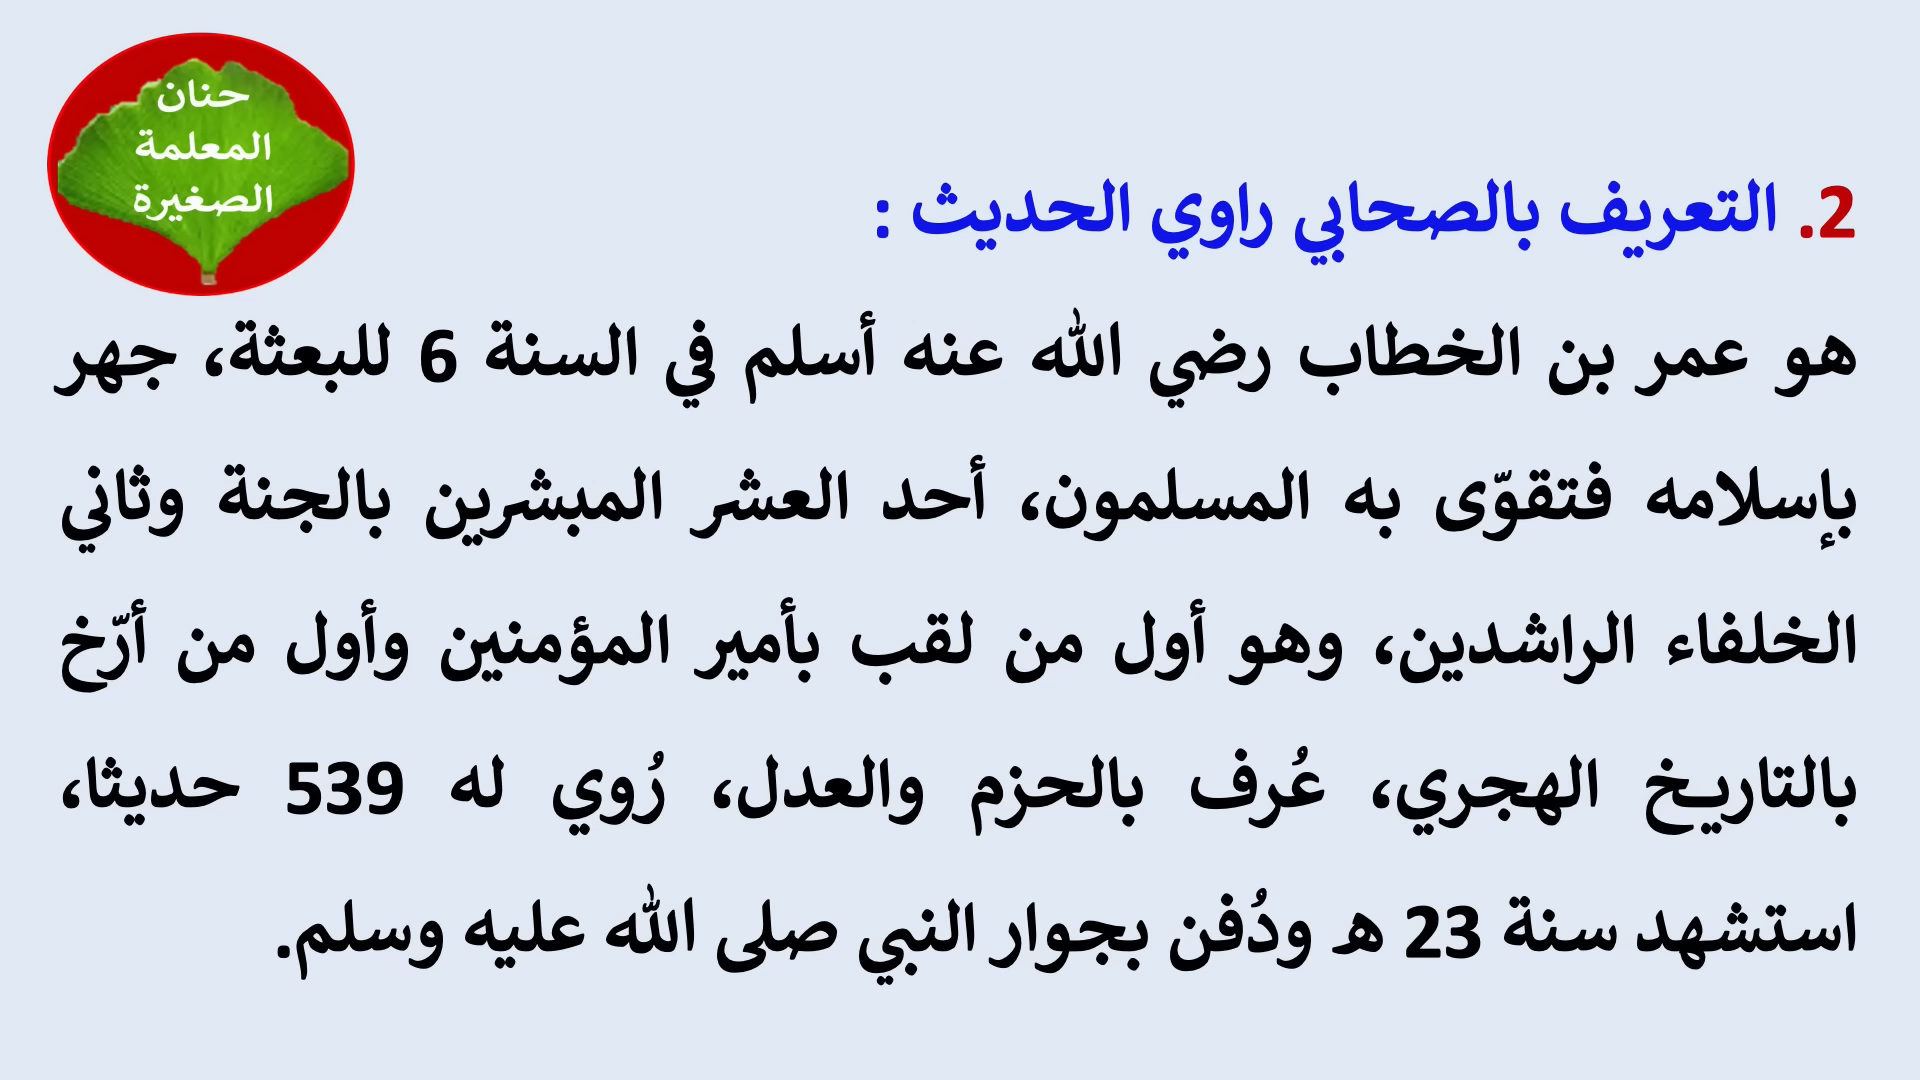 حنان
المعلمة
الصغيرة
2. التعريف بالصحابي راوي الحديث :
هو عمر بن الخطاب رضي الله عنه أسلم في السنة 6 للبعثة، جهر
بإسلامه فتقوّى به المسلمون، أحد العشر المبشرين بالجنة وثاني
الخلفاء الراشدين، وهو أول من لقب بأمير المؤمنين وأول من أرّخ
بالتاريخ الهجري، عُرف بالحزم والعدل، رُوي له 539 حديثا،
استشهد سنة 23 ه ودُفن بجوار النبي صلى الله عليه وسلم.